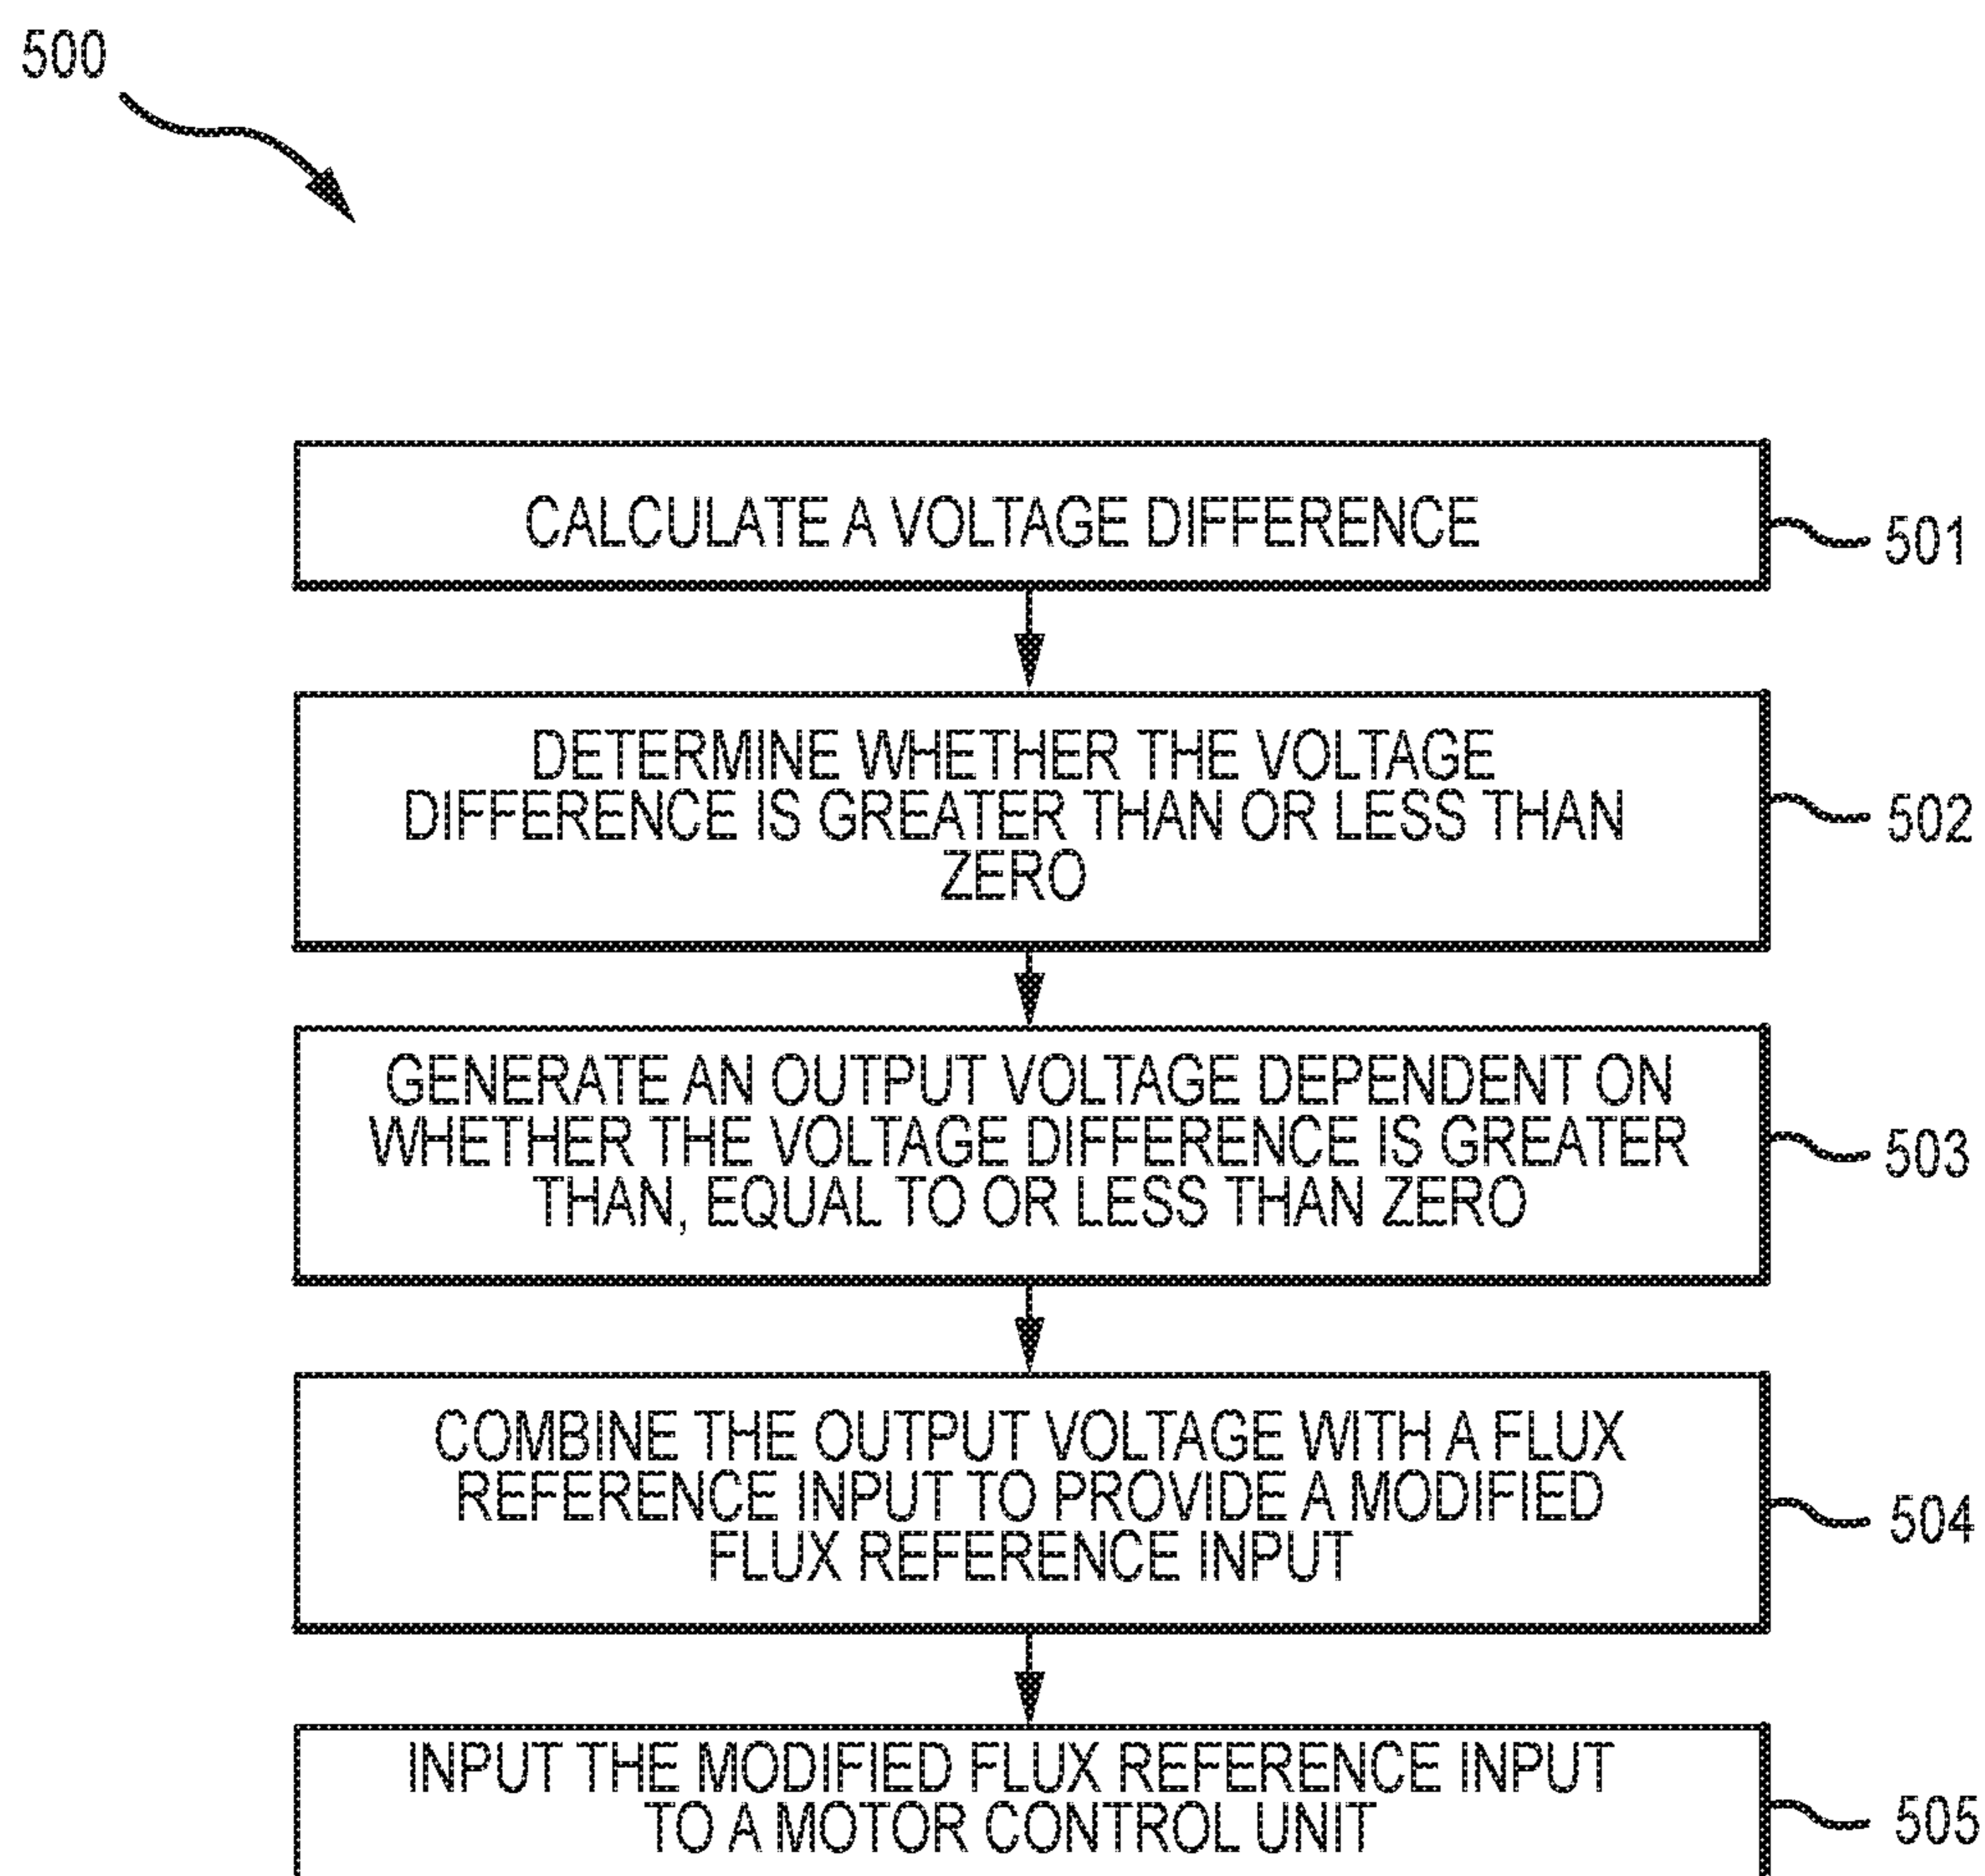 500
CALCULATE A VOLTAGE DIFFERENCE
501
DETERMINE WHETHER THE VOLTAGE
DIFFERENCE IS GREATER THAN OR LESS THAN
ZERO
502
GENERATE AN OUTPUT VOLTAGE DEPENDENT ON
WHETHER THE VOLTAGE DIFFERENCE IS GREATER
THAN, EQUAL TO OR LESS THAN ZERO
503
COMBINE THE OUTPUT VOLTAGE WITH A FLUX
REFERENCE INPUT TO PROVIDE A MODIFIED
FLUX REFERENCE INPUT
504
INPUT THE MODIFIED FLUX REFERENCE INPUT
TO A MOTOR CONTROL UNIT
505